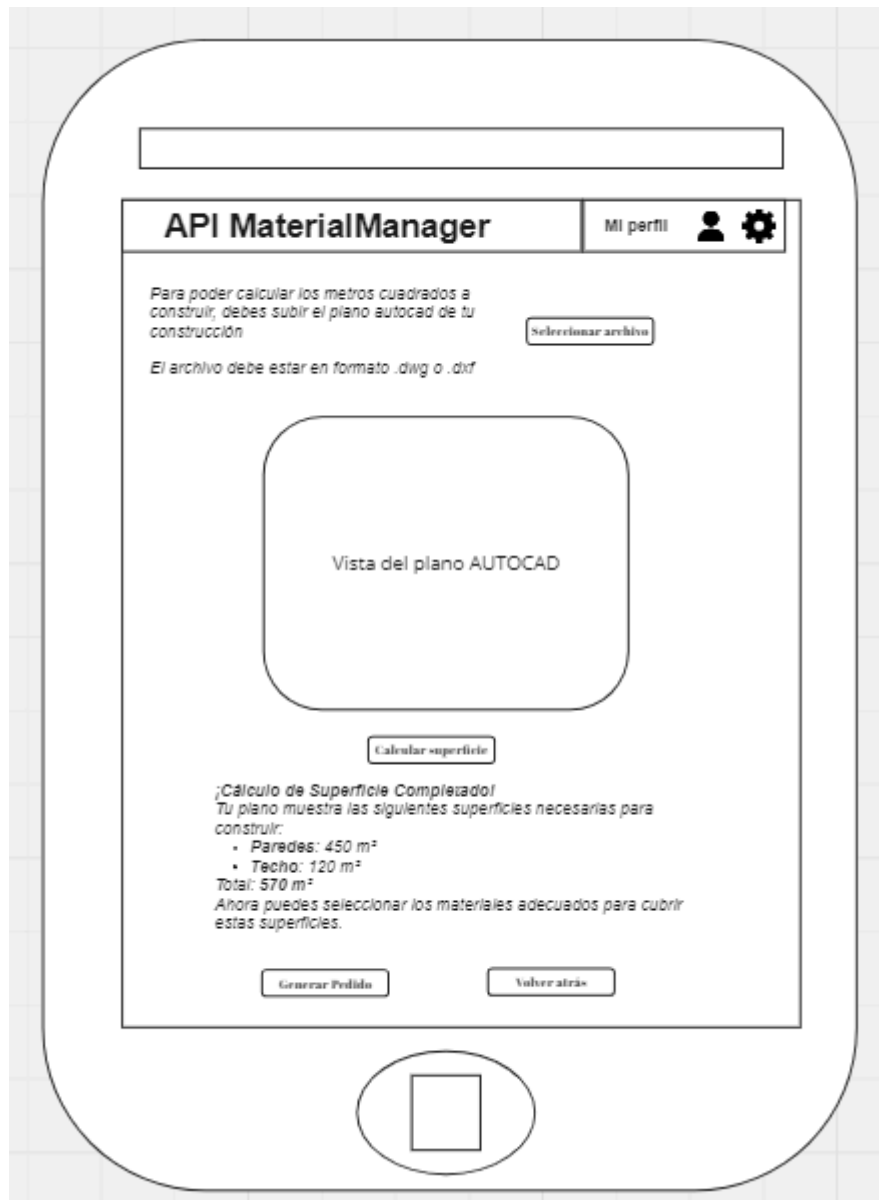 API MaterialManager
Mi perfil
Para poder calcular los metros cuadrados a
construir, debes subir el plano autocad de tu
construcción
Seleccionar archivo
El archivo debe estar en formato .dwg o .dxf
Vista del plano AUTOCAD
Calcular superficie
¡Cálculo de Superficie Completado!
Tu plano muestra las siguientes superficies necesarias para
construir:
• Paredes: 450 m²
• Techo: 120 m²
Total: 570 m²
Ahora puedes seleccionar los materiales adecuados para cubrir
estas superficies.
Generar Pedido
Volver atrás